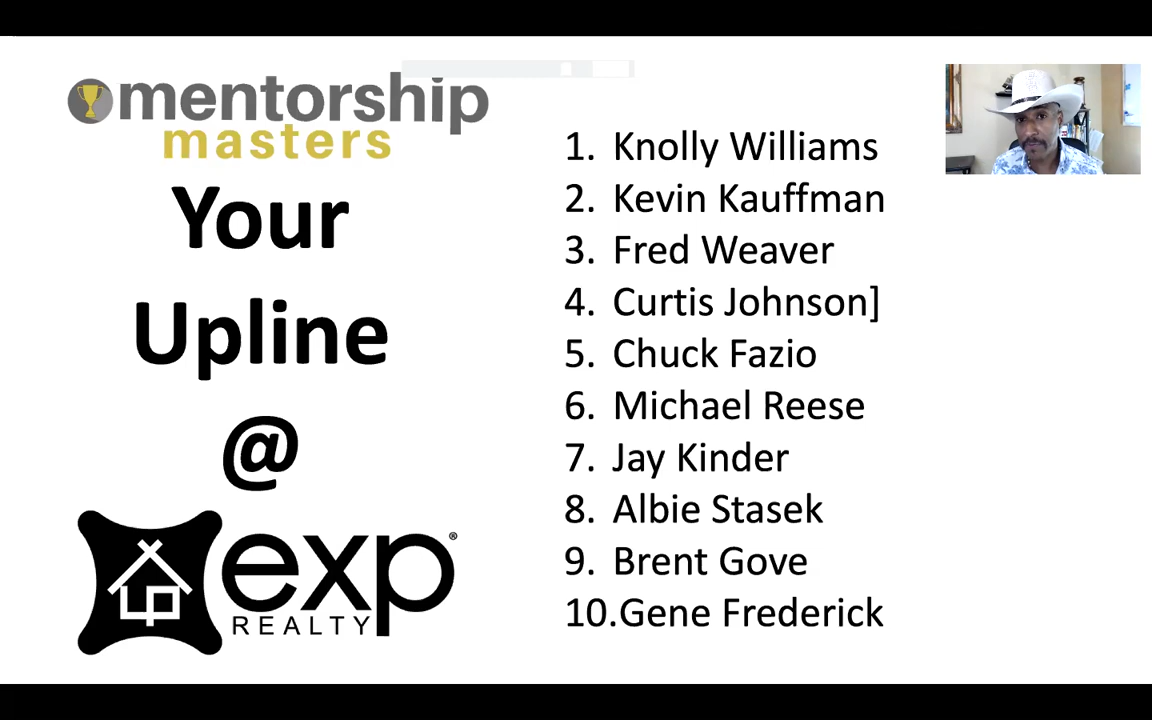 mentorship
masters
Your
Upline
@
exp®
REALTY
1. Knolly Williams
2. Kevin Kauffman
3. Fred Weaver
4. Curtis Johnson]
5. Chuck Fazio
6. Michael Reese
7. Jay Kinder
8. Albie Stasek
9. Brent Gove
10.Gene Frederick